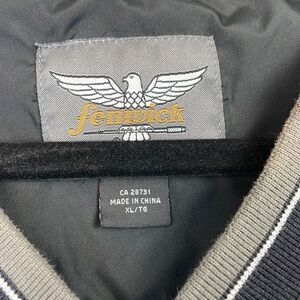 fenwick
CA 28731
MADE IN CHINA
XL/TG